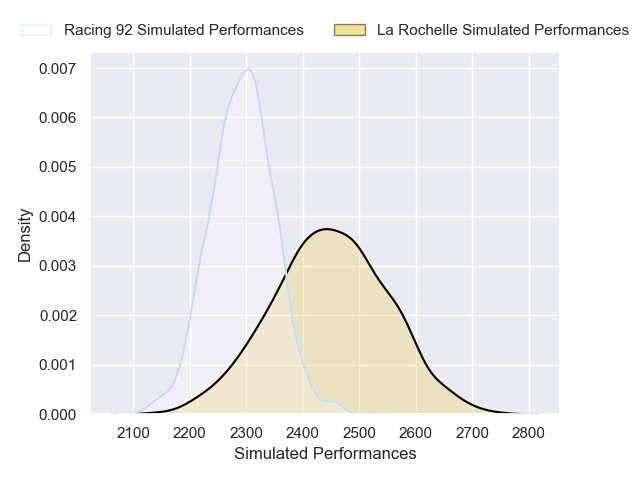 Racing 92 Simulated Performances La Rochelle Simulated Performances
0.007
0.006
0.005
0.004
0.003
0.002
0.001
0.000
Density
2100 2200 2300 2400 2500 2600 2700 2800
Simulated Performances